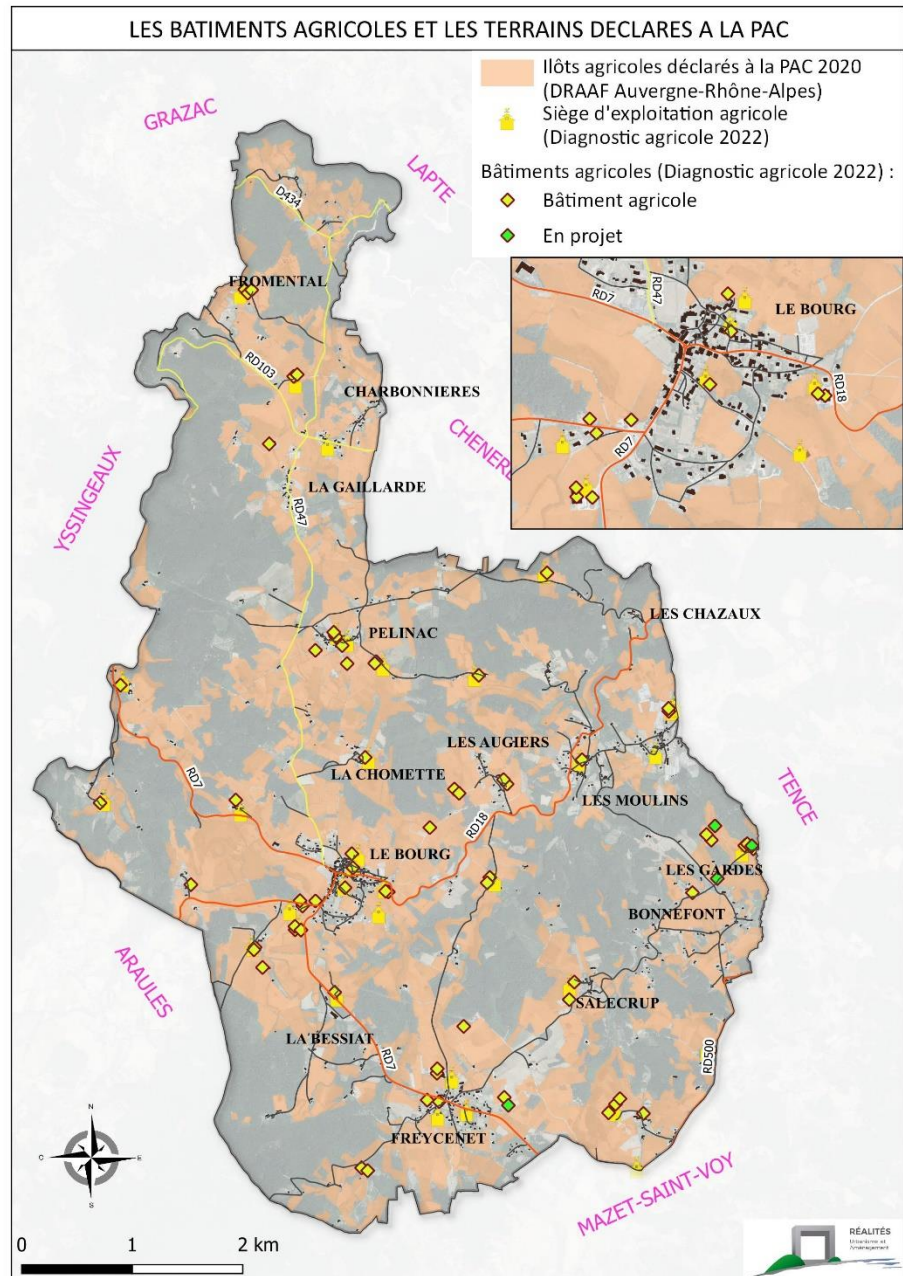 LES BATIMENTS AGRICOLES ET LES TERRAINS DECLARES A LA PAC
Ilôts agricoles déclarés à la PAC 2020
(DRAAF Auvergne-Rhône-Alpes)
Siège d'exploitation agricole
(Diagnostic agricole 2022)
Bâtiments agricoles (Diagnostic agricole 2022) :
Bâtiment agricole
En projet
GRAZAC
LAPTE
D434
FROMENTAL
RD7
RD47
LE BOURG
RD18
RD7
RD103
CHARBONNIERES
CHENERE
YSSINGEAUX
LA GAILLARDE
RD47
LES CHAZAUX
PELINAC
LES AUGIERS
LA CHOMETTE
RD7
LES MOULINS
TENCE
RD18
LE BOURG
LES GARDES
BONNEFONT
ARAULES
SALECRUP
LA BESSIAT
RD7
RD500
FREYCENET
MAZET-SAINT-VOY
N
O
E
S
0 1 2 km
RÉALITÉS
Urbanisme et
Aménagement